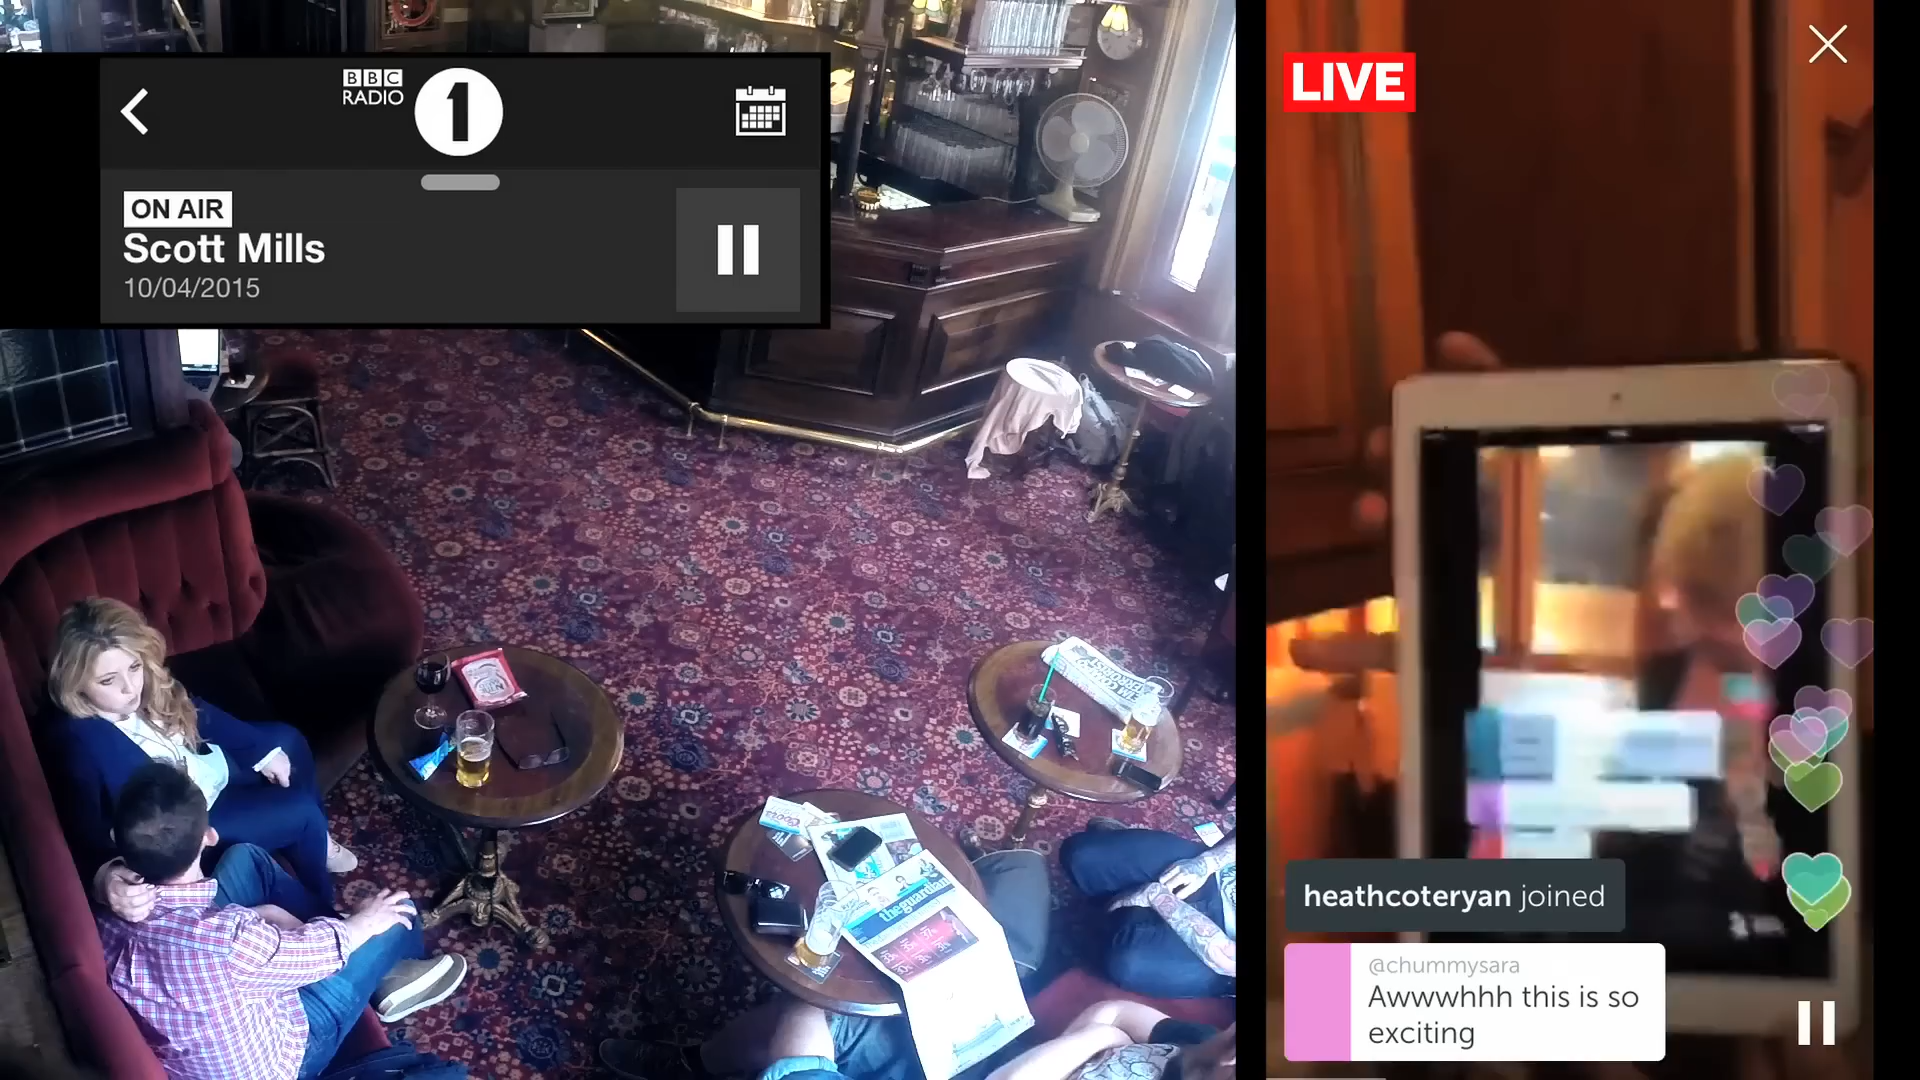 BBC
RADIO
1
ON AIR
Scott Mills
10/04/2015
theguardian
LIVE
heathcoteryan joined
@chummysara
Awwwhhh this is so
exciting